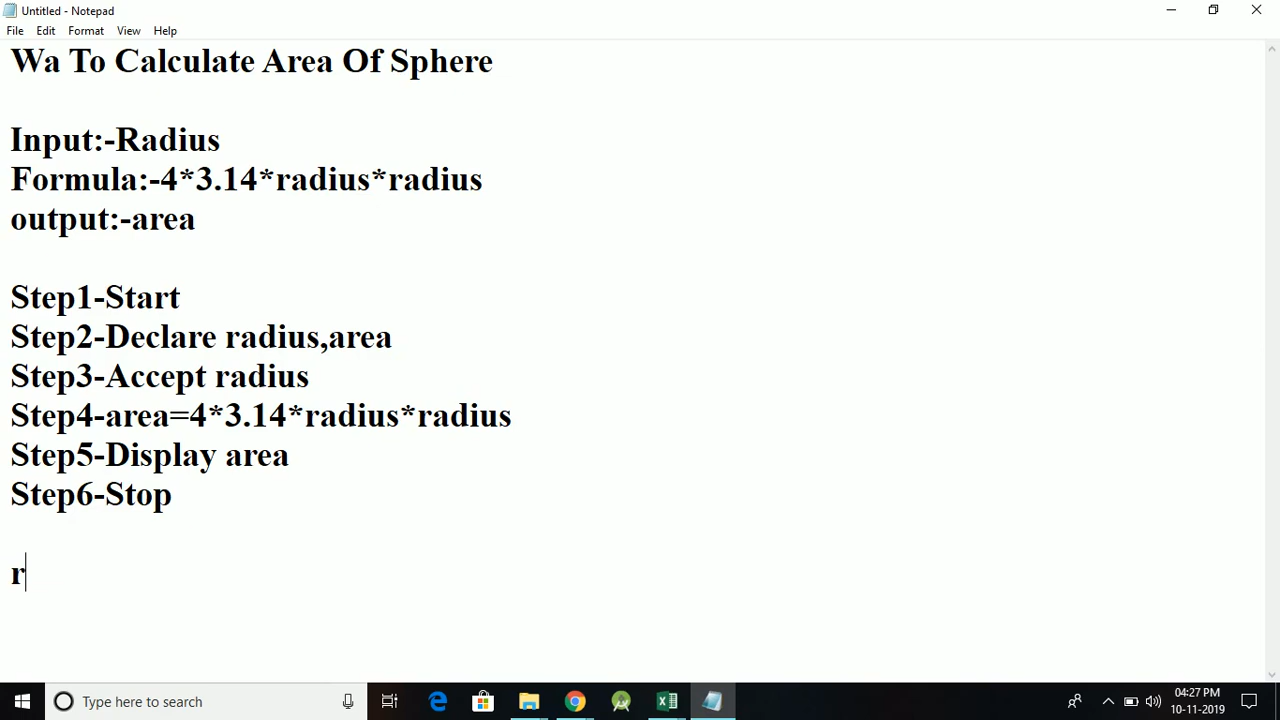 Untitled - Notepad
File Edit Format View Help
Wa To Calculate Area Of Sphere
Input:-Radius
Formula:-4*3.14*radius*radius
output:-area
Step1-Start
Step2-Declare radius,area
Step3-Accept radius
Step4-area=4*3.14*radius*radius
Step5-Display area
Step6-Stop
r
Type here to search
04:27 PM
10-11-2019